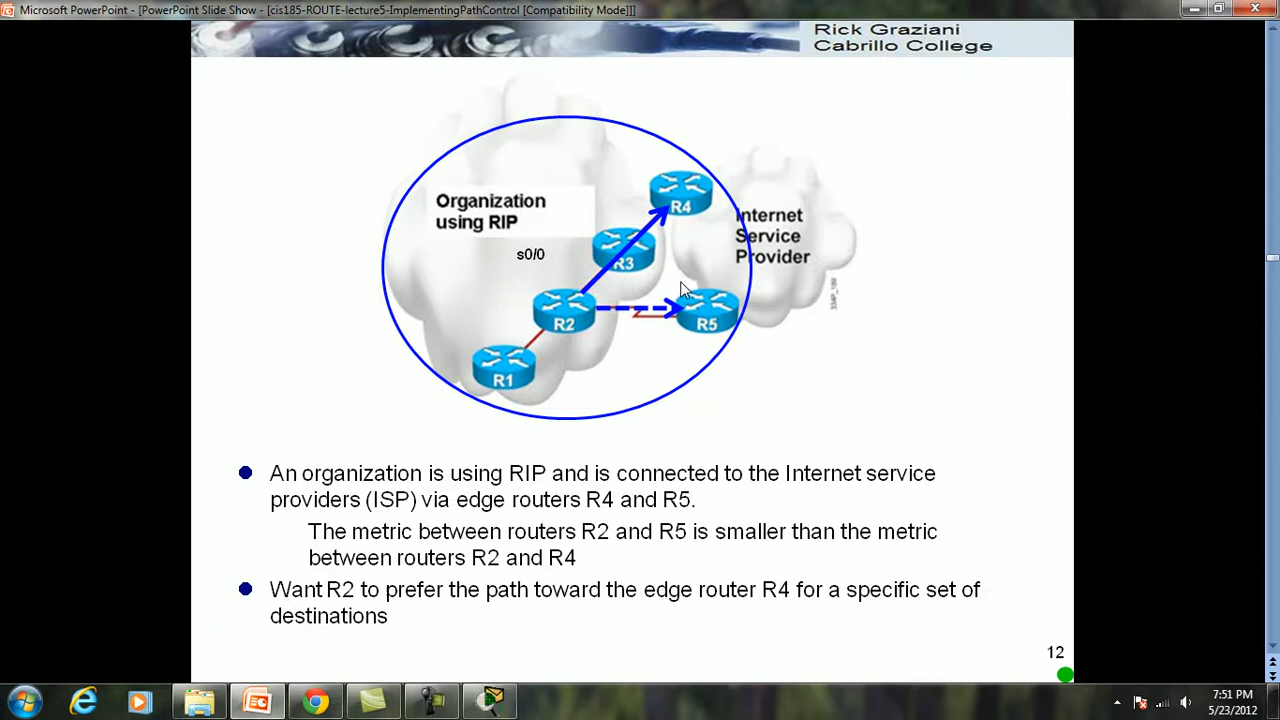 Microsoft PowerPoint - [PowerPoint Slide Show - [cis185-ROUTE-lecture5-ImplementingPathControl [Compatibility Mode]]]
Rick Graziani
Cabrillo College
Organization
using RIP
s0/0
R4
Internet
Service
Provider
R3
R2
R5
R1
An organization is using RIP and is connected to the Internet service
providers (ISP) via edge routers R4 and R5.
The metric between routers R2 and R5 is smaller than the metric
between routers R2 and R4
Want R2 to prefer the path toward the edge router R4 for a specific set of
destinations
12
7:51 PM
5/23/2012